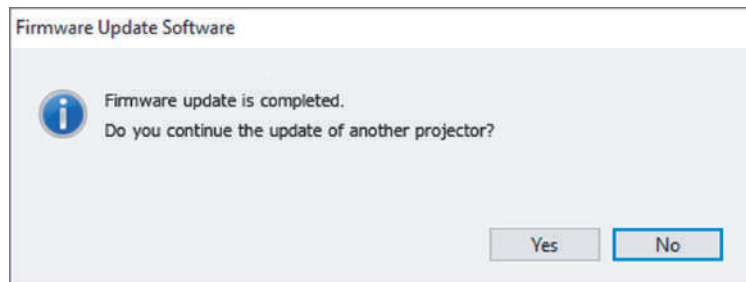 Firmware Update Software
Firmware update is completed.
Do you continue the update of another projector?
Yes No